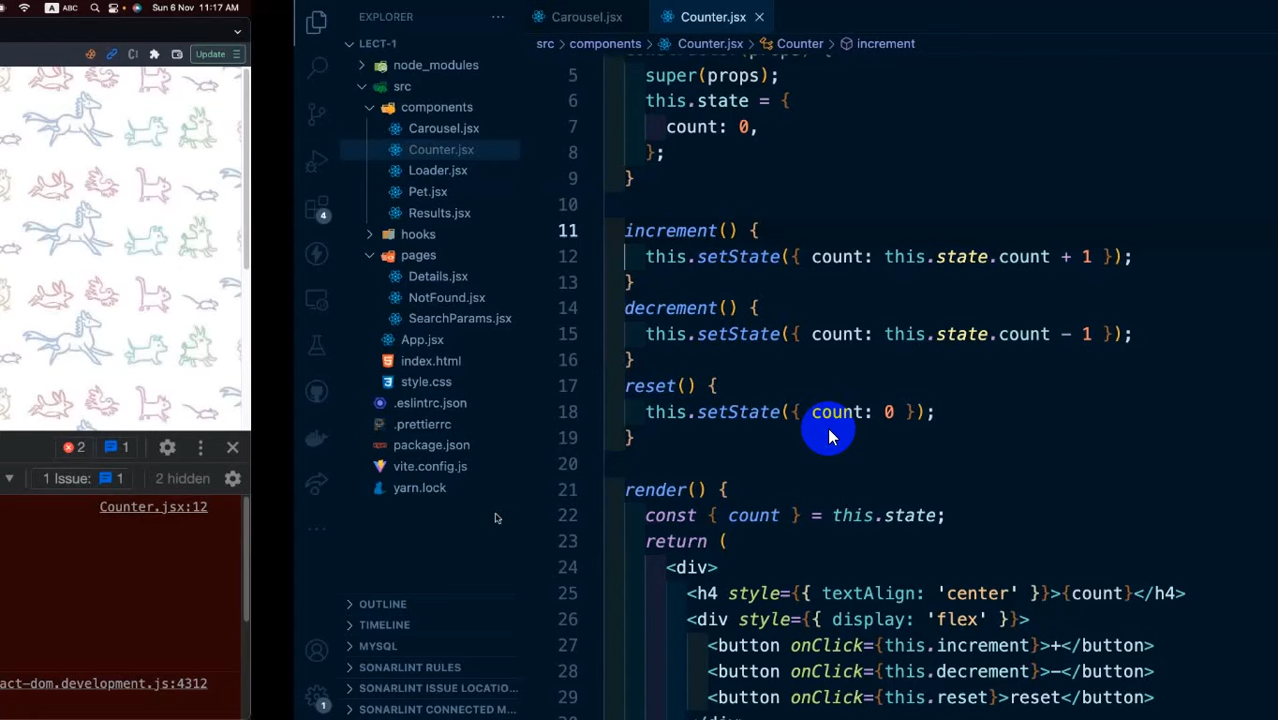 ABC
Sun 6 Nov 11:17 AM
Update
2
1
1 Issue:
1
2 hidden
Counter.jsx:12
act-dom.development.js:4312
4
1
EXPLORER
LECT-1
node_modules
src
components
Carousel.jsx
Counter.jsx
Loader.jsx
Pet.jsx
Results.jsx
hooks
pages
Details.jsx
NotFound.jsx
SearchParams.jsx
App.jsx
index.html
style.css
.eslintrc.json
.prettierrc
package.json
vite.config.js
yarn.lock
OUTLINE
TIMELINE
MYSQL
SONARLINT RULES
SONARLINT ISSUE LOCATIO...
SONARLINT CONNECTED M...
Carousel.jsx
Counter.jsx
src > components > Counter.jsx > Counter > increment
5 super(props);
6 this.state = {
7 count: 0,
8 };
9 }
10
11 increment() {
12 this.setState({ count: this.state.count + 1 });
13 }
14 decrement() {
15 this.setState({ count: this.state.count - 1 });
16 }
17 reset() {
18 this.setState({ count: 0 });
19 }
20
21 render() {
22 const { count } = this.state;
23 return (
24 <div>
25 <h4 style={{ textAlign: 'center' }}>{count}</h4>
26 <div style={{ display: 'flex' }}>
27 <button onClick={this.increment}>+</button>
28 <button onClick={this.decrement}>-</button>
29 <button onClick={this.reset}>reset</button>